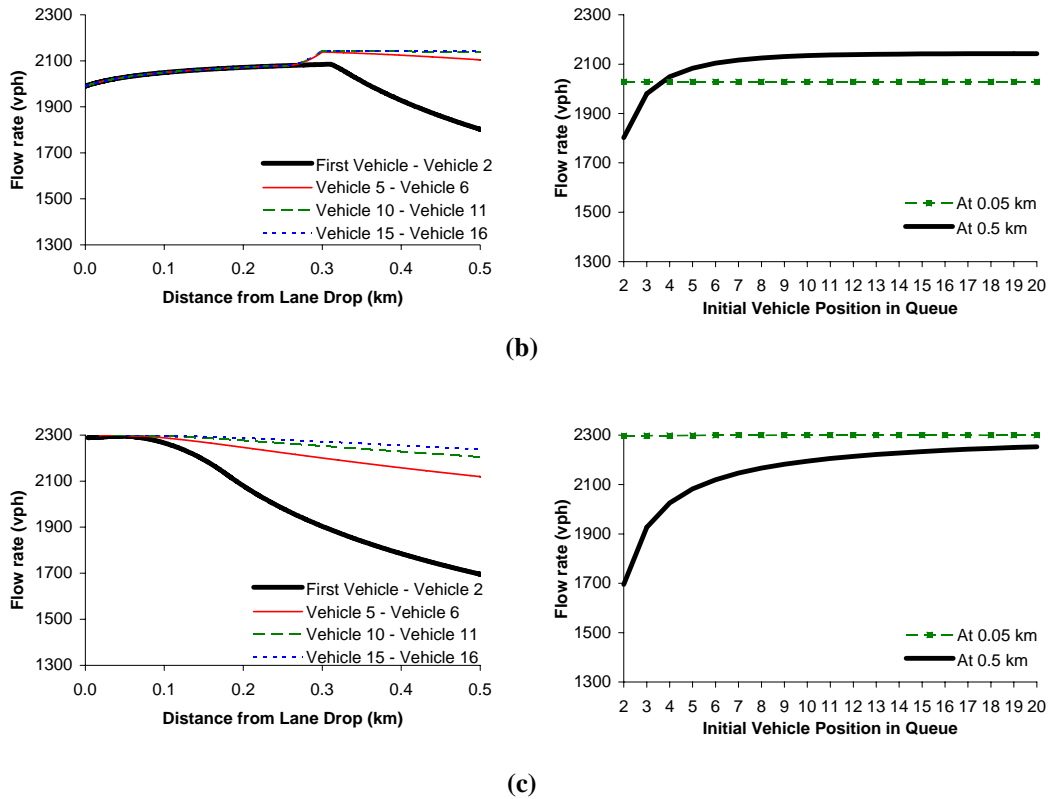 2300
2100
1900
1700
1500
1300
Flow rate (vph)
First Vehicle - Vehicle 2
Vehicle 5 - Vehicle 6
Vehicle 10 - Vehicle 11
Vehicle 15 - Vehicle 16
0.0 0.1 0.2 0.3 0.4 0.5
Distance from Lane Drop (km)
2300
2100
1900
1700
1500
1300
Flow rate (vph)
At 0.05 km
At 0.5 km
2 3 4 5 6 7 8 9 10 11 12 13 14 15 16 17 18 19 20
Initial Vehicle Position in Queue
(b)
2300
2100
1900
1700
1500
1300
Flow rate (vph)
First Vehicle - Vehicle 2
Vehicle 5 - Vehicle 6
Vehicle 10 - Vehicle 11
Vehicle 15 - Vehicle 16
0.0 0.1 0.2 0.3 0.4 0.5
Distance from Lane Drop (km)
2300
2100
1900
1700
1500
1300
Flow rate (vph)
At 0.05 km
At 0.5 km
2 3 4 5 6 7 8 9 10 11 12 13 14 15 16 17 18 19 20
Initial Vehicle Position in Queue
(c)